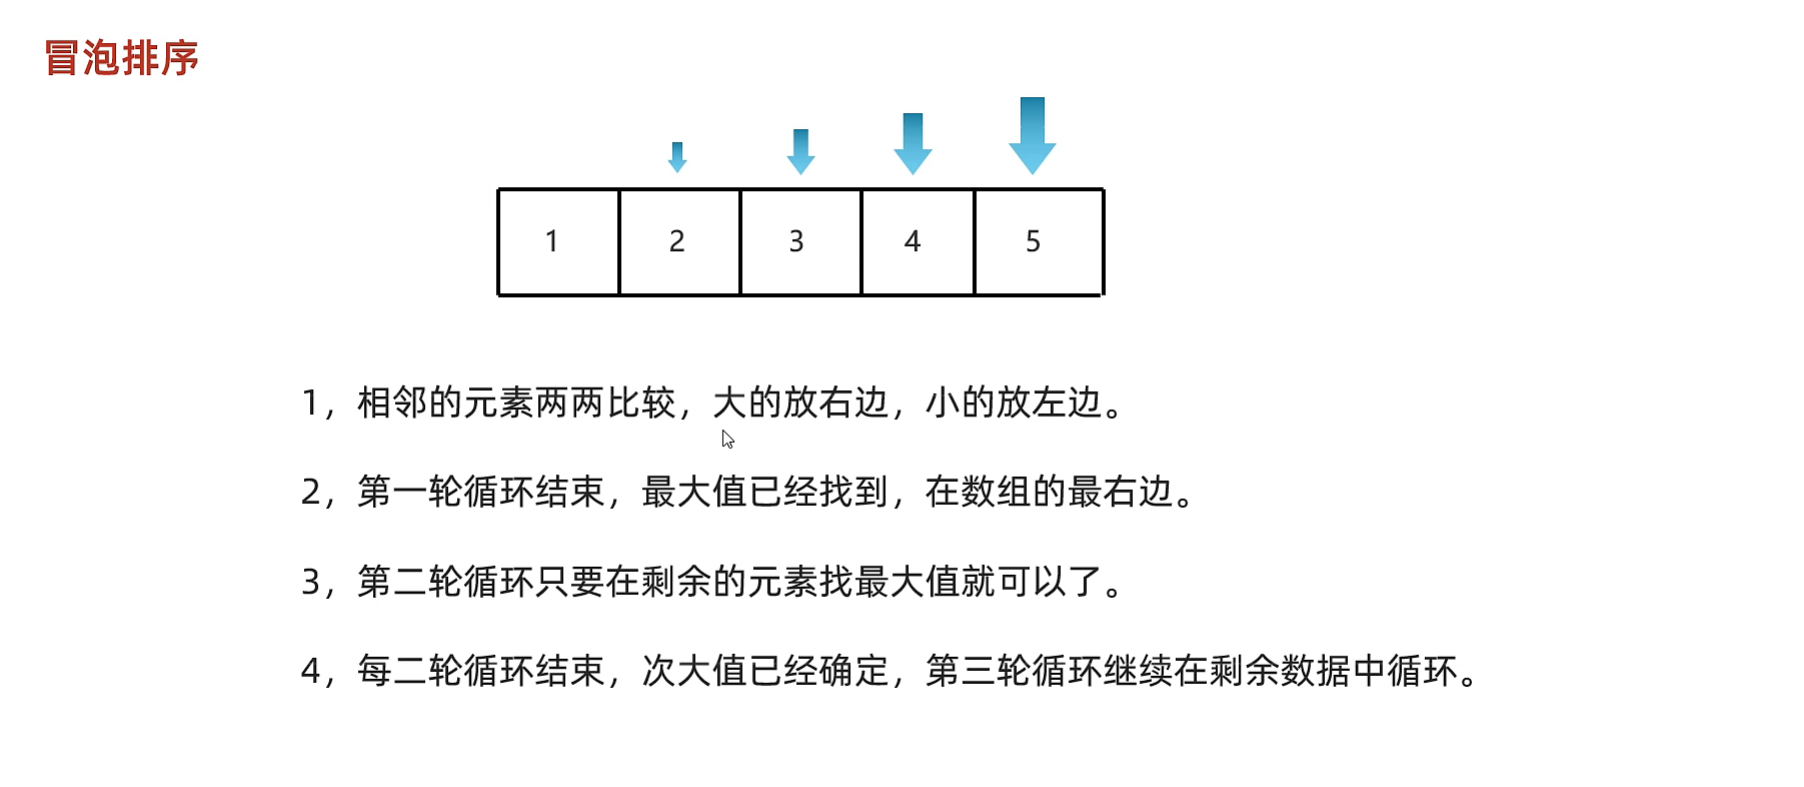 冒泡排序
1 2 3 4 5
1，相邻的元素两两比较，大的放右边，小的放左边。
2，第一轮循环结束，最大值已经找到，在数组的最右边。
3，第二轮循环只要在剩余的元素找最大值就可以了。
4，每二轮循环结束，次大值已经确定，第三轮循环继续在剩余数据中循环。